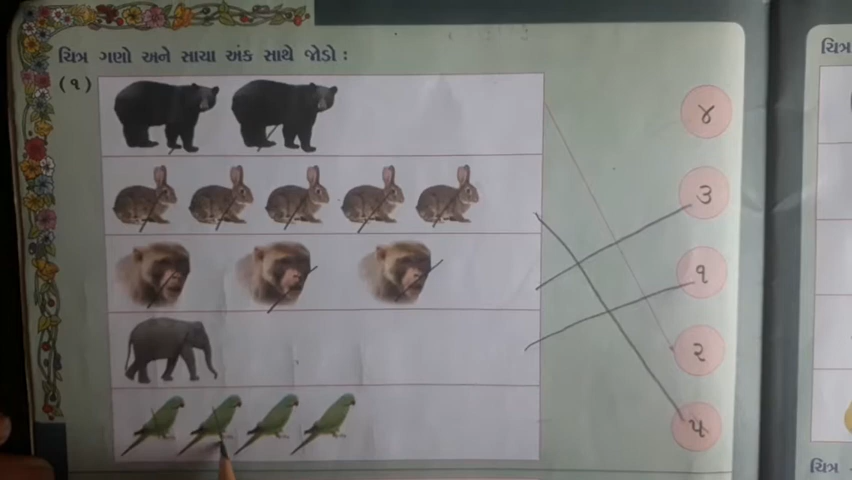 ચિત્ર ગણો અને સાચા અંક સાથે જોડો :
(૧)
૪
૩
૧
૨
૫
ચિત્ર
ચિત્ર